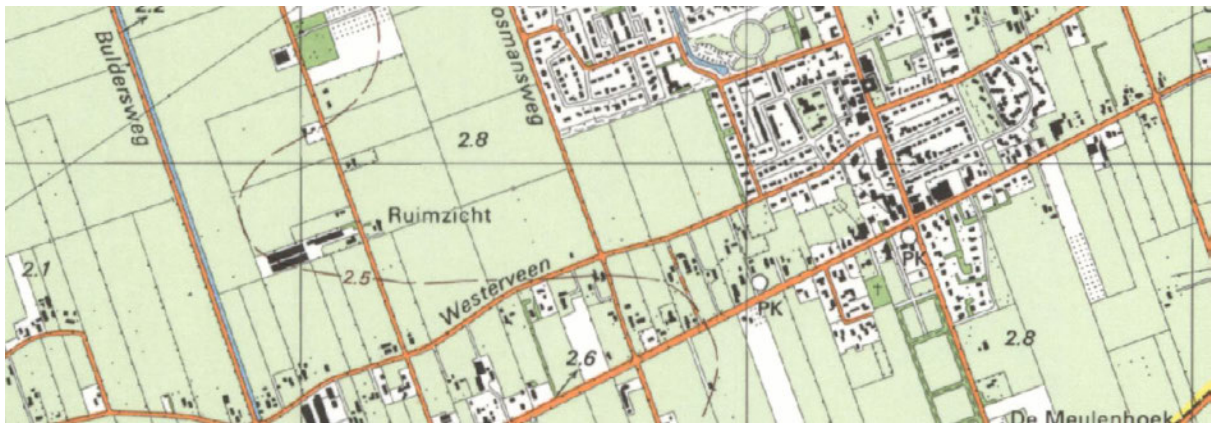 2.2
Buldersweg
osmansweg
2.8
Ruimzicht
2.1
2.5
Westerveen
PK
PK
2.6
2.8
De Meulenhoek